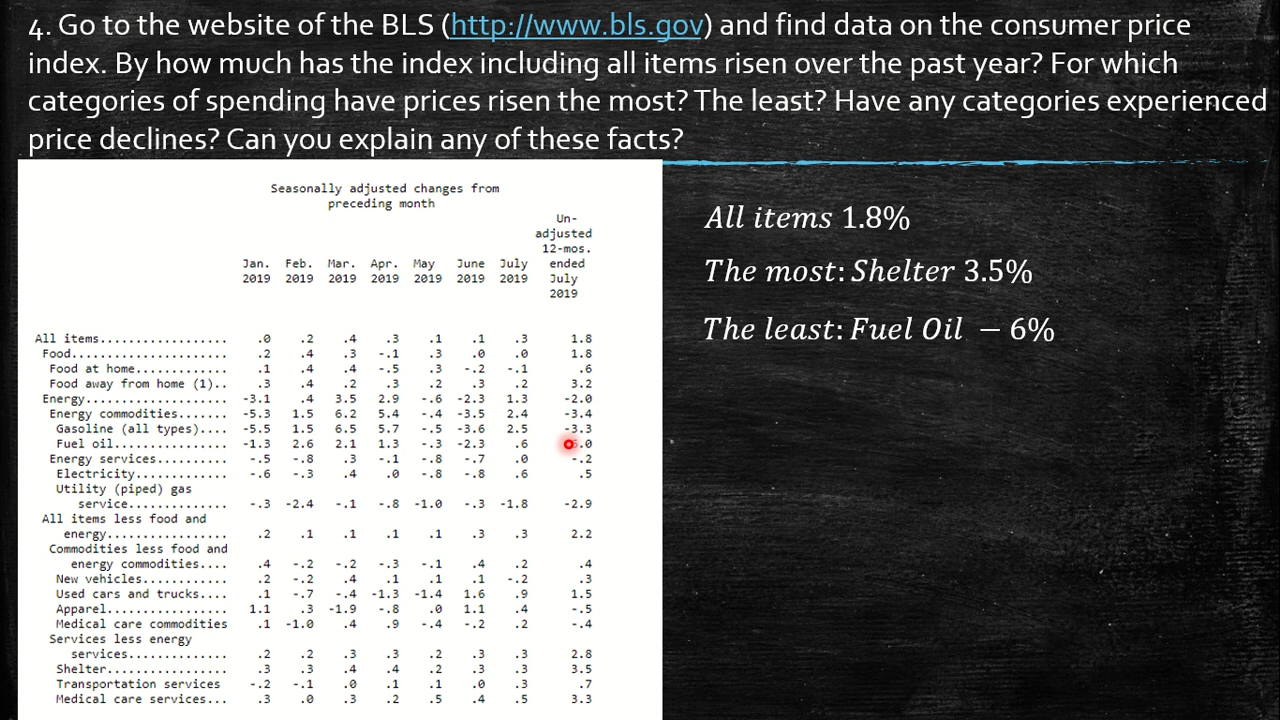 4. Go to the website of the BLS (http://www.bls.gov) and find data on the consumer price
index. By how much has the index including all items risen over the past year? For which
categories of spending have prices risen the most? The least? Have any categories experienced
price declines? Can you explain any of these facts?
Seasonally adjusted changes from
preceding month
Un-
adjusted
12-mos.
Jan. Feb. Mar. Apr. May June July ended
2019 2019 2019 2019 2019 2019 2019 July
2019
All items.................. .0 .2 .4 .3 .1 .1 .3 1.8
Food...................... .2 .4 .3 -.1 .3 .0 .0 1.8
Food at home............. .1 .4 .4 -.5 .3 -.2 -.1 .6
Food away from home (1).. .3 .4 .2 .3 .2 .3 .2 3.2
Energy.................... -3.1 .4 3.5 2.9 -.6 -2.3 1.3 -2.0
Energy commodities....... -5.3 1.5 6.2 5.4 -.4 -3.5 2.4 -3.4
Gasoline (all types).... -5.5 1.5 6.5 5.7 -.5 -3.6 2.5 -3.3
Fuel oil................ -1.3 2.6 2.1 1.3 -.3 -2.3 .6 .0
Energy services.......... -.5 -.8 .3 -.1 -.8 -.7 .0 -.2
Electricity............. -.6 -.3 .4 .0 -.8 -.8 .6 .5
Utility (piped) gas
service.............. -.3 -2.4 -.1 -.8 -1.0 -.3 -1.8 -2.9
All items less food and
energy................. .2 .1 .1 .1 .1 .3 .3 2.2
Commodities less food and
energy commodities.... .4 -.2 -.2 -.3 -.1 .4 .2 .4
New vehicles............ .2 -.2 .4 .1 .1 .1 -.2 .3
Used cars and trucks.... .1 -.7 -.4 -1.3 -1.4 1.6 .9 1.5
Apparel................. 1.1 .3 -1.9 -.8 .0 1.1 .4 -.5
Medical care commodities .1 -1.0 .4 .9 -.4 -.2 .2 -.4
Services less energy
services.............. .2 .2 .3 .3 .2 .3 .3 2.8
Shelter................. .3 .3 .4 .4 .2 .3 .3 3.5
Transportation services -.2 -.1 .0 .1 .1 .0 .3 .7
Medical care services... .3 .0 .3 .2 .5 .4 .5 3.3
All items 1.8%
The most: Shelter 3.5%
The least: Fuel Oil − 6%